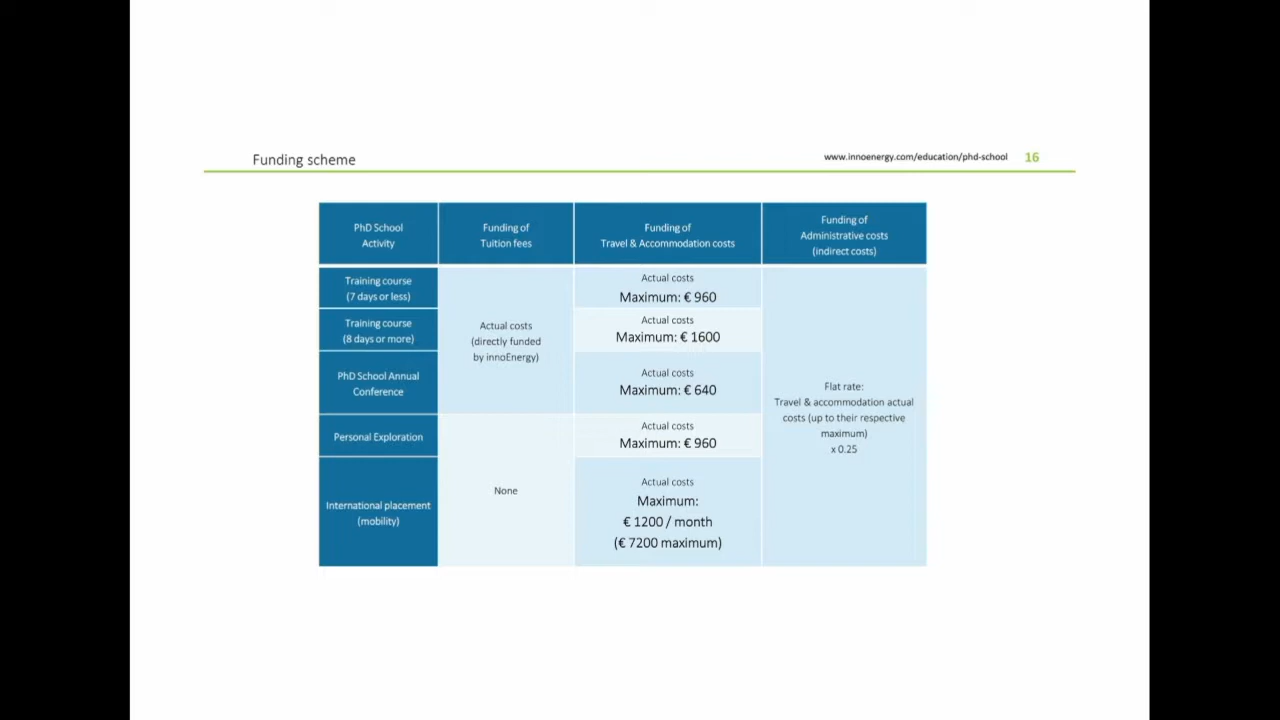 Funding scheme
www.innoenergy.com/education/phd-school 16
PhD School
Activity
Funding of
Tuition fees
Funding of
Travel & Accommodation costs
Funding of
Administrative costs
(indirect costs)
Training course
(7 days or less)
Actual costs
(directly funded
by innoEnergy)
Actual costs
Maximum: € 960
Flat rate:
Travel & accommodation actual
costs (up to their respective
maximum)
x 0.25
Training course
(8 days or more)
Actual costs
Maximum: € 1600
PhD School Annual
Conference
Actual costs
Maximum: € 640
Personal Exploration
None
Actual costs
Maximum: € 960
International placement
(mobility)
Actual costs
Maximum:
€ 1200 / month
(€ 7200 maximum)